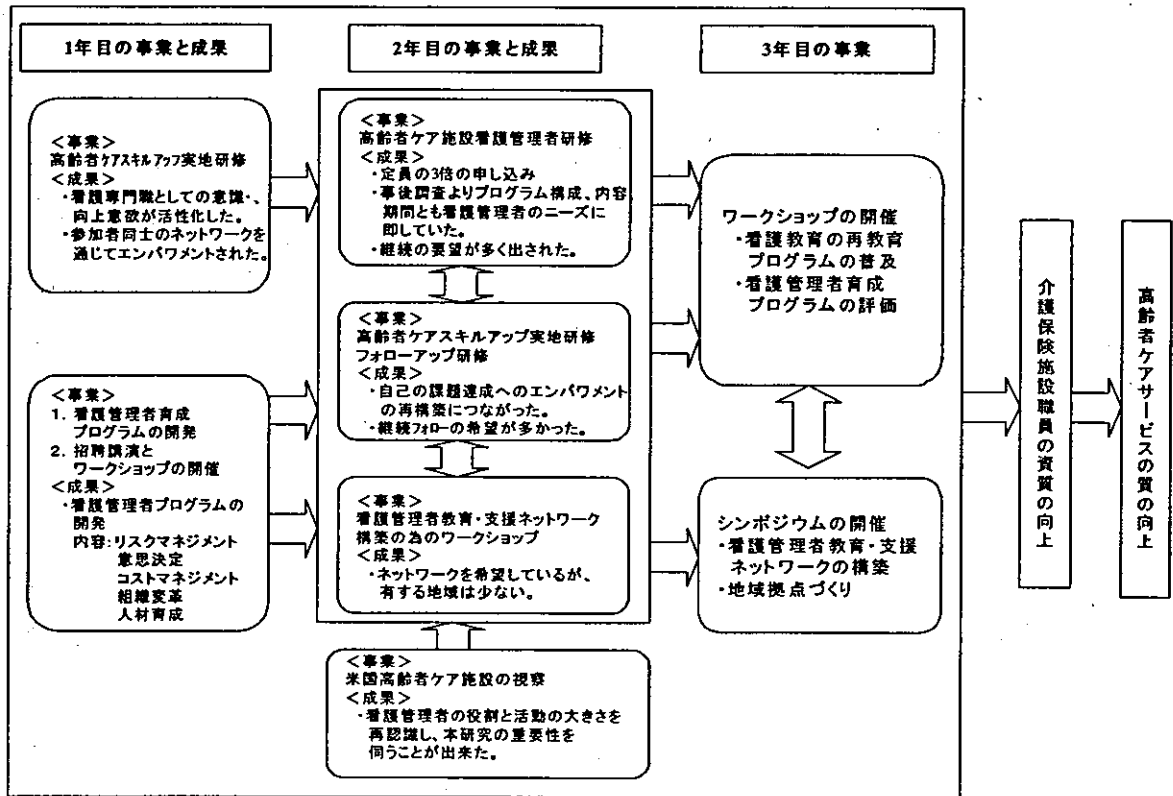 1年目の事業と成果
<事業>
高齢者ケアスキルアップ実地研修
<成果>
・看護専門職としての意識・、
向上意欲が活性化した。
・参加者同士のネットワークを
通じてエンパワメントされた。
<事業>
1. 看護管理者育成
プログラムの開発
2. 招聘講演と
ワークショップの開催
<成果>
・看護管理者プログラムの
開発
内容:リスクマネジメント
意思決定
コストマネジメント
組織変革
人材育成
2年目の事業と成果
<事業>
高齢者ケア施設看護管理者研修
<成果>
・定員の3倍の申し込み
・事後調査よりプログラム構成、内容
期間とも看護管理者のニーズに
即していた。
・継続の要望が多く出された。
<事業>
高齢者ケアスキルアップ実地研修
フォローアップ研修
<成果>
・自己の課題達成へのエンパワメント
の再構築につながった。
・継続フォローの希望が多かった。
<事業>
看護管理者教育・支援ネットワーク
構築の為のワークショップ
<成果>
・ネットワークを希望しているが、
有する地域は少ない。
<事業>
米国高齢者ケア施設の視察
<成果>
・看護管理者の役割と活動の大きさを
再認識し、本研究の重要性を
伺うことが出来た。
3年目の事業
ワークショップの開催
・看護教育の再教育
プログラムの普及
・看護管理者育成
プログラムの評価
シンポジウムの開催
・看護管理者教育・支援
ネットワークの構築
・地域拠点づくり
介護保険施設職員の資質の向上
高齢者ケアサービスの質の向上